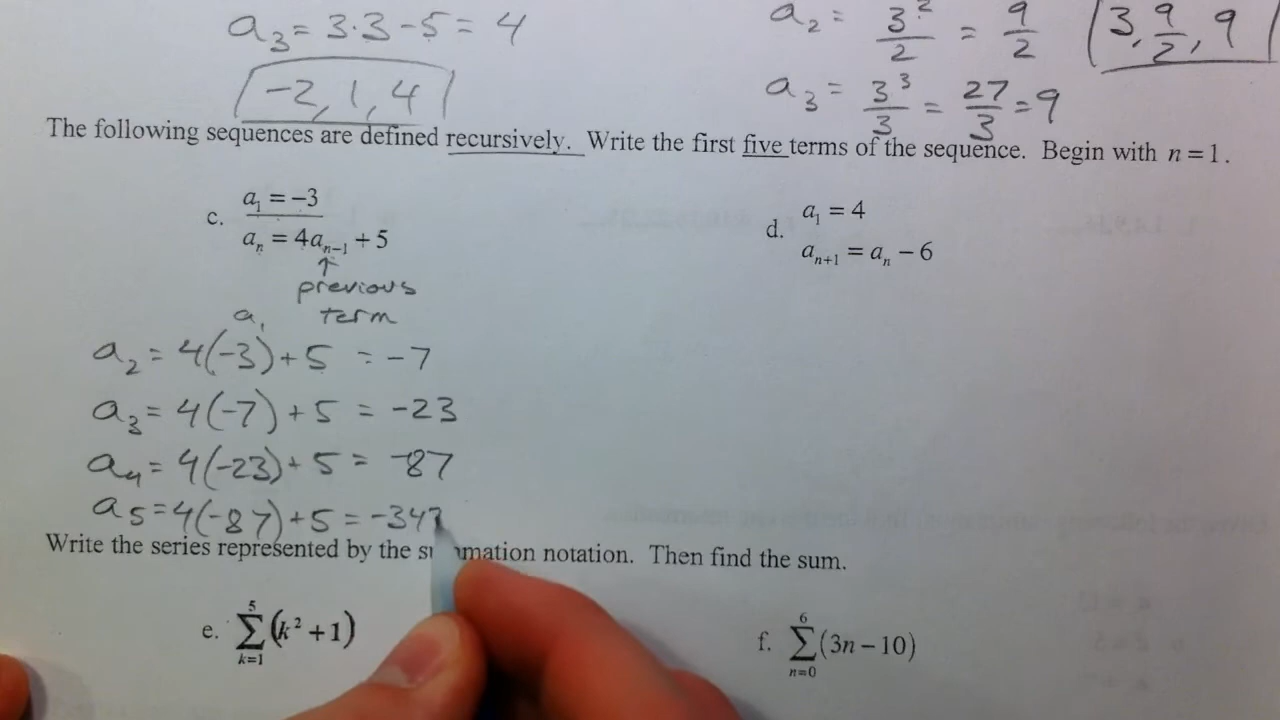 a₃ = 3·3 − 5 = 4
-2, 1, 4
a₂ = 3²/2 = 9/2
3, 9/2, 9
a₃ = 3³/3 = 27/3 = 9
The following sequences are defined recursively. Write the first five terms of the sequence. Begin with n = 1.
c. a₁ = −3
aₙ = 4aₙ₋₁ + 5
↑
previous
term
a₁
a₂ = 4(-3) + 5 = -7
a₃ = 4(-7) + 5 = -23
a₄ = 4(-23) + 5 = -87
a₅ = 4(-87) + 5 = -343
d. a₁ = 4
aₙ₊₁ = aₙ − 6
Write the series represented by the mation notation. Then find the sum.
e. 5 ∑ k=1 (k² + 1)
f. 6 ∑ n=0 (3n − 10)